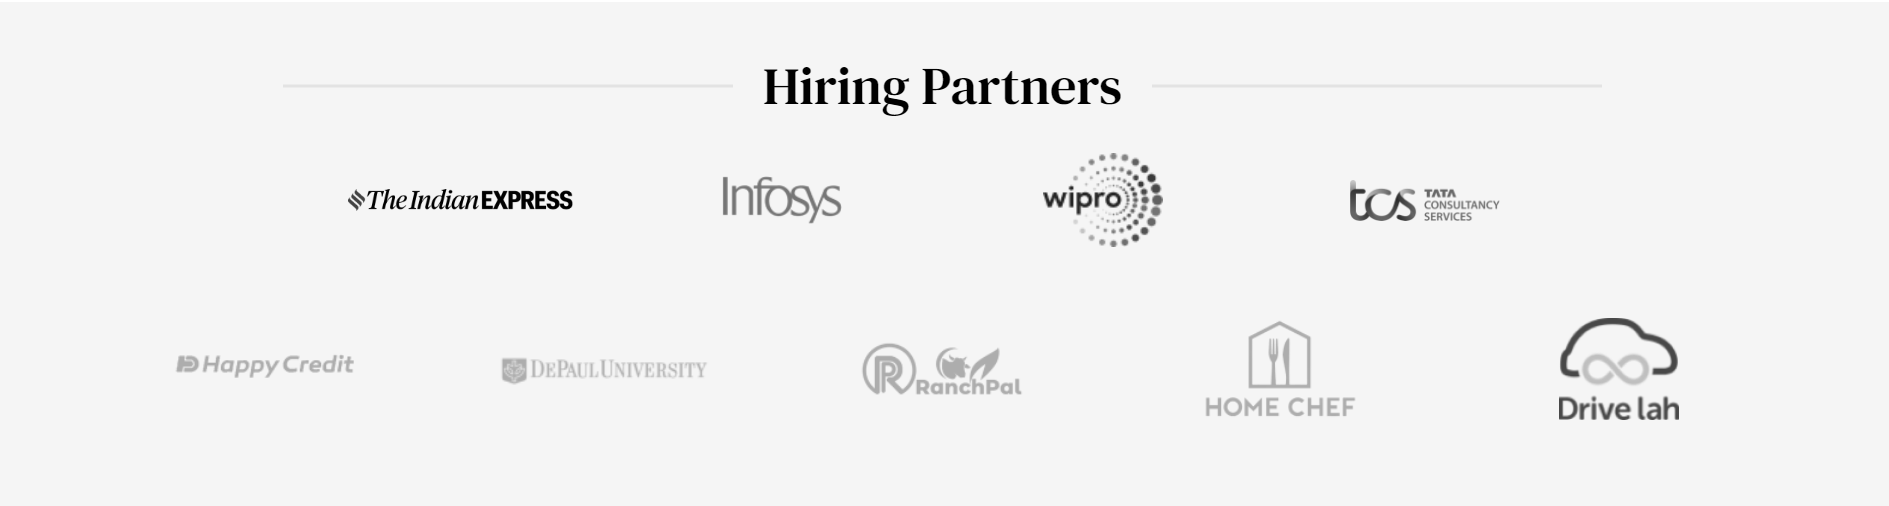 Hiring Partners
The Indian EXPRESS
Infosys
wipro
tcs TATA
CONSULTANCY
SERVICES
Happy Credit
DEPAUL UNIVERSITY
R RanchPal
HOME CHEF
Drive lah